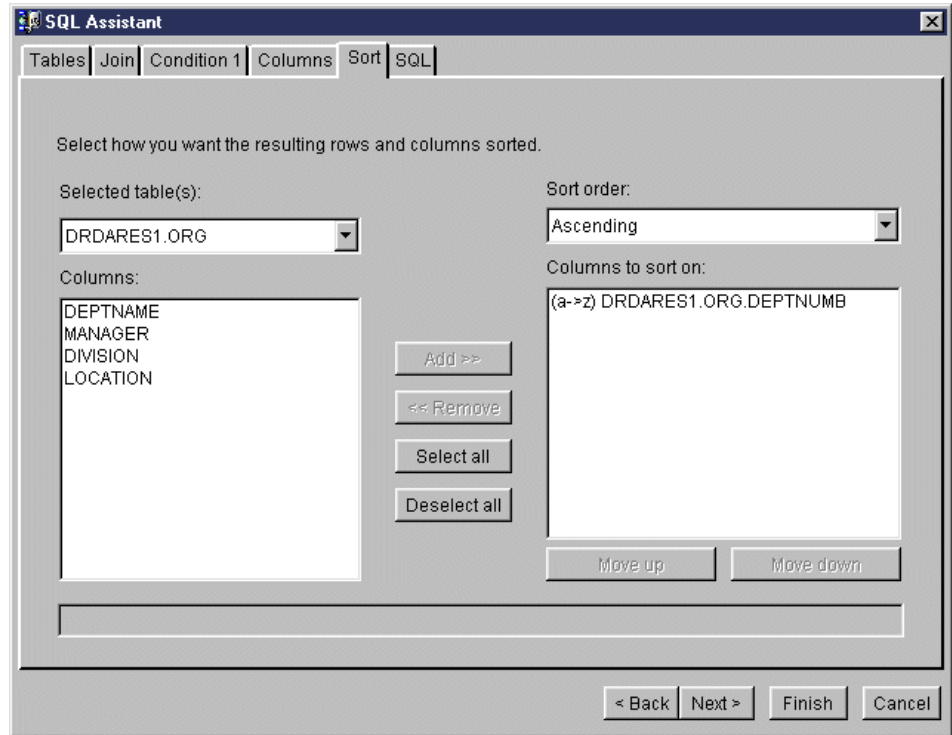 SQL Assistant
Tables Join Condition 1 Columns Sort SQL
Select how you want the resulting rows and columns sorted.
Selected table(s):
DRDARES1.ORG
Columns:
DEPTNAME
MANAGER
DIVISION
LOCATION
Add >>
<< Remove
Select all
Deselect all
Sort order:
Ascending
Columns to sort on:
(a->z) DRDARES1.ORG.DEPTNUMB
Move up Move down
< Back Next > Finish Cancel